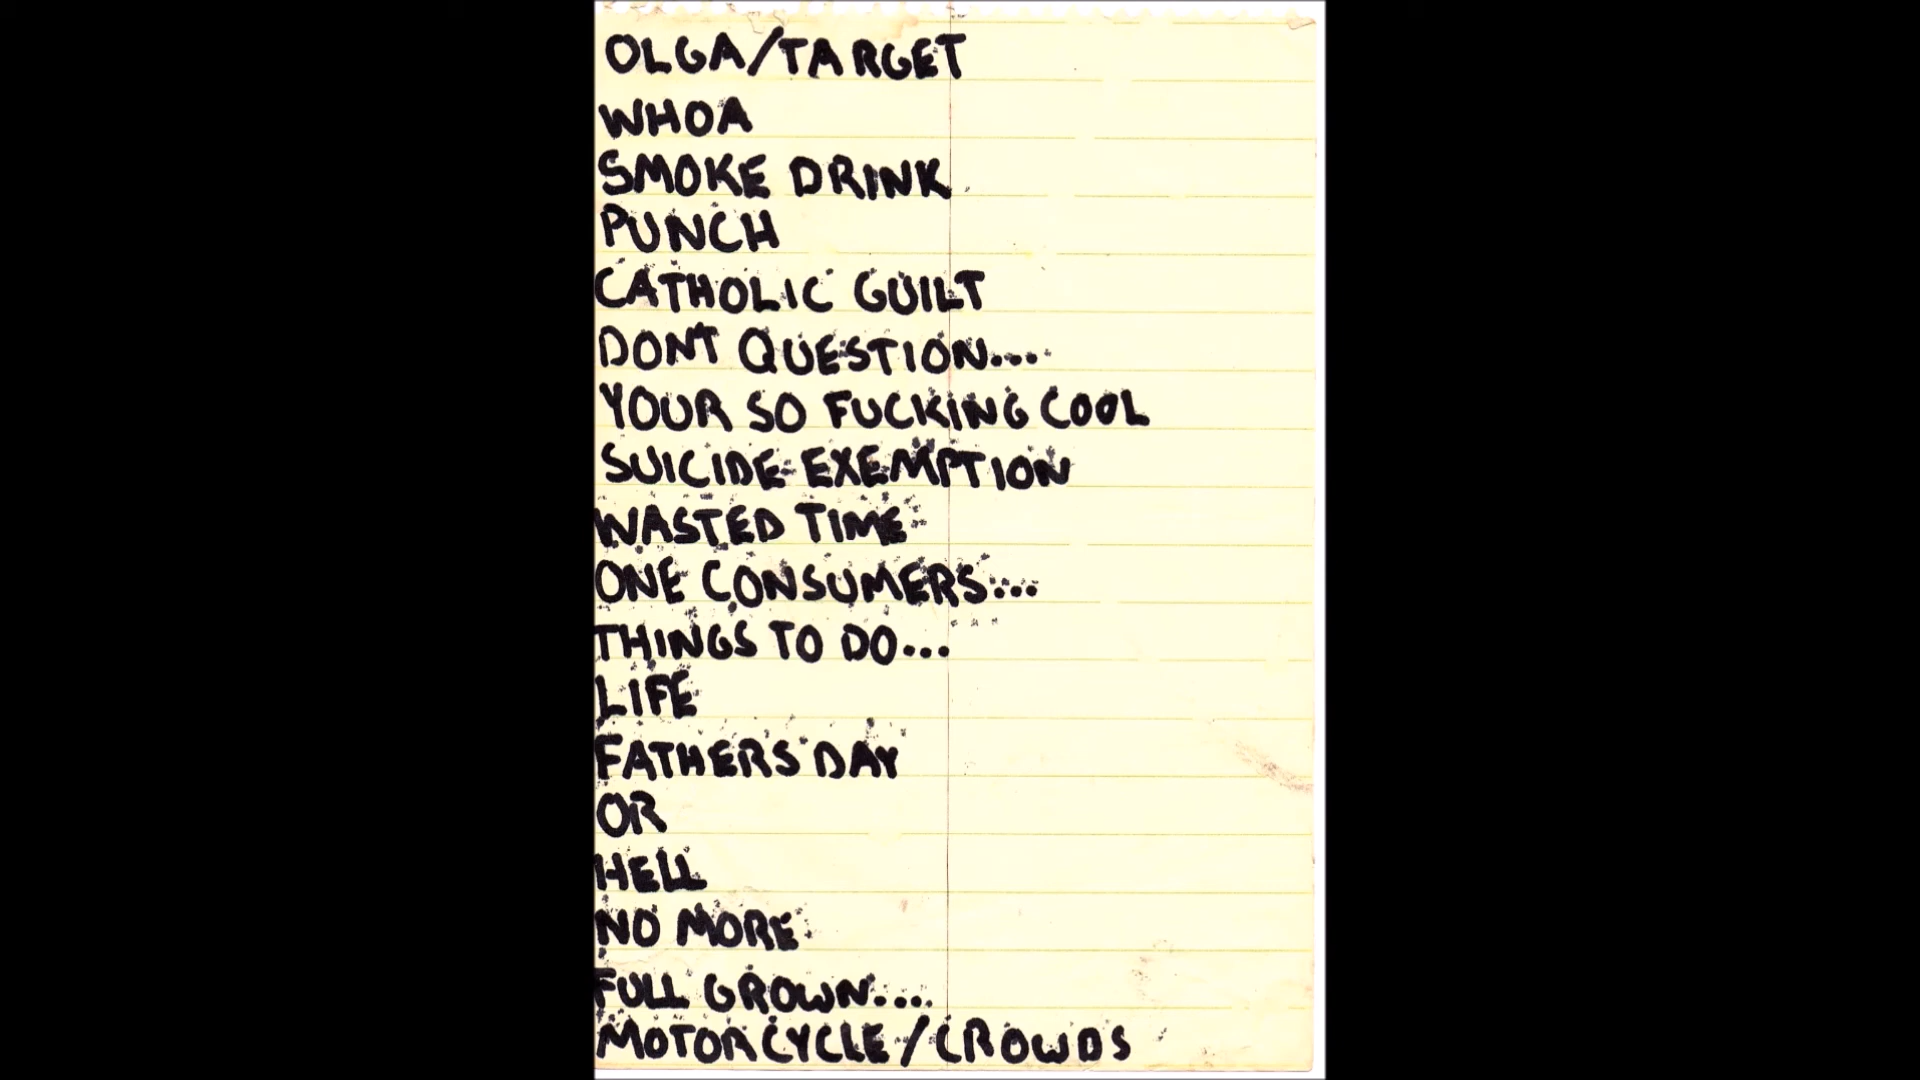 OLGA/TARGET
WHOA
SMOKE DRINK
PUNCH
CATHOLIC GUILT
DON'T QUESTION....
YOUR SO FUCKING COOL
SUICIDE EXEMPTION
WASTED TIME
ONE CONSUMERS...
THINGS TO DO...
LIFE
FATHERS DAY
OR
HELL
NO MORE
FULL GROWN....
MOTORCYCLE/CROWDS